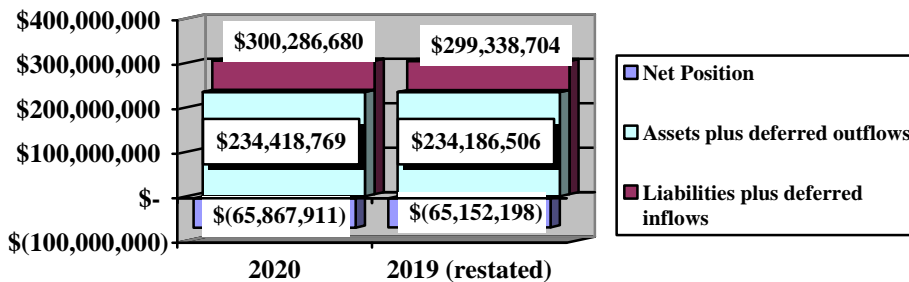 $400,000,000
$300,000,000
$200,000,000
$100,000,000
$-
$(100,000,000)
$300,286,680
$299,338,704
$234,418,769
$234,186,506
$(65,867,911)
$(65,152,198)
2020
2019 (restated)
Net Position
Assets plus deferred outflows
Liabilities plus deferred
inflows